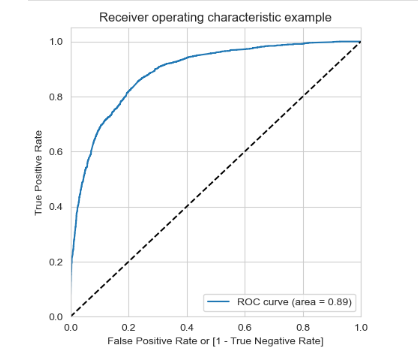 Receiver operating characteristic example
1.0
0.8
0.6
0.4
0.2
0.0
True Positive Rate
ROC curve (area = 0.89)
0.0 0.2 0.4 0.6 0.8 1.0
False Positive Rate or [1 - True Negative Rate]